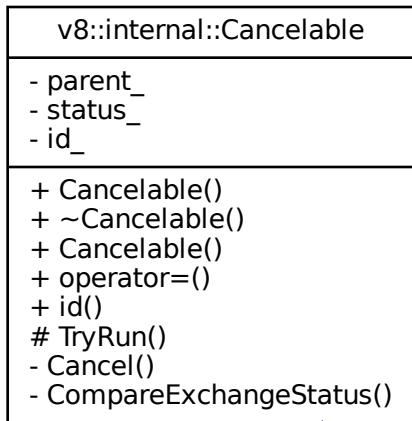 v8::internal::Cancelable
- parent_
- status_
- id_
+ Cancelable()
+ ~Cancelable()
+ Cancelable()
+ operator=()
+ id()
# TryRun()
- Cancel()
- CompareExchangeStatus()